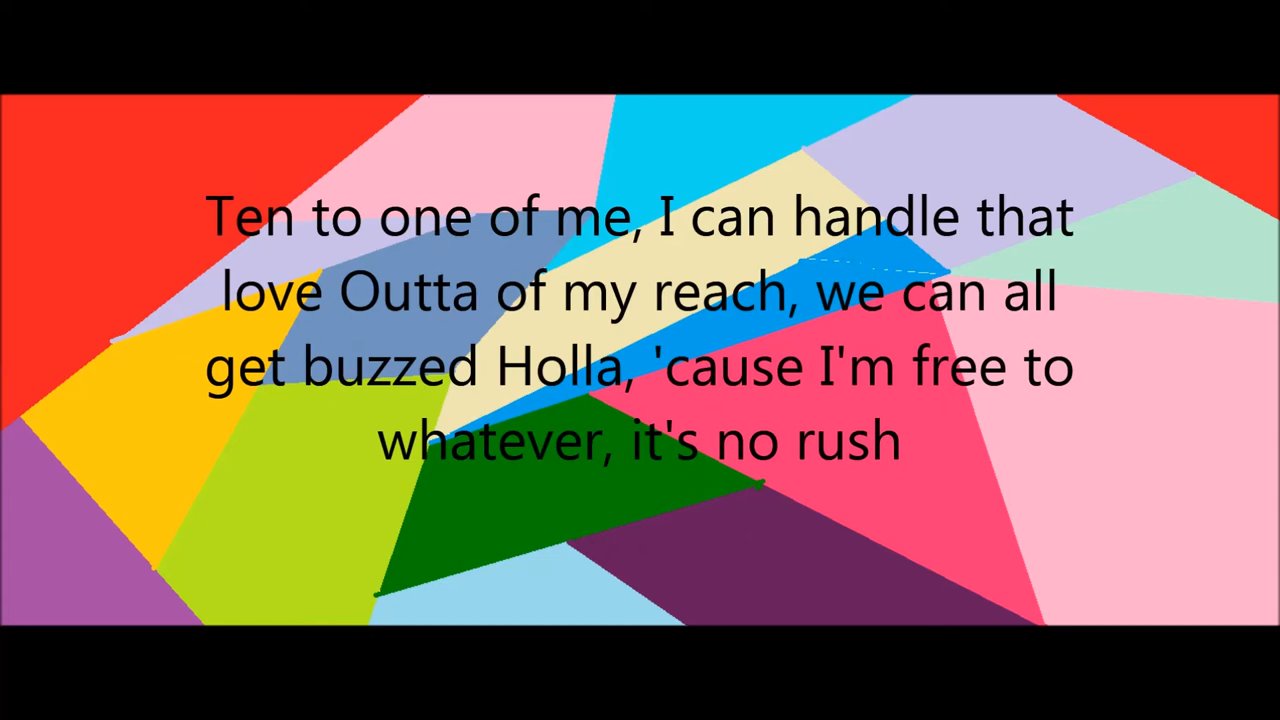 Ten to one of me, I can handle that
love Outta of my reach, we can all
get buzzed Holla, 'cause I'm free to
whatever, it's no rush